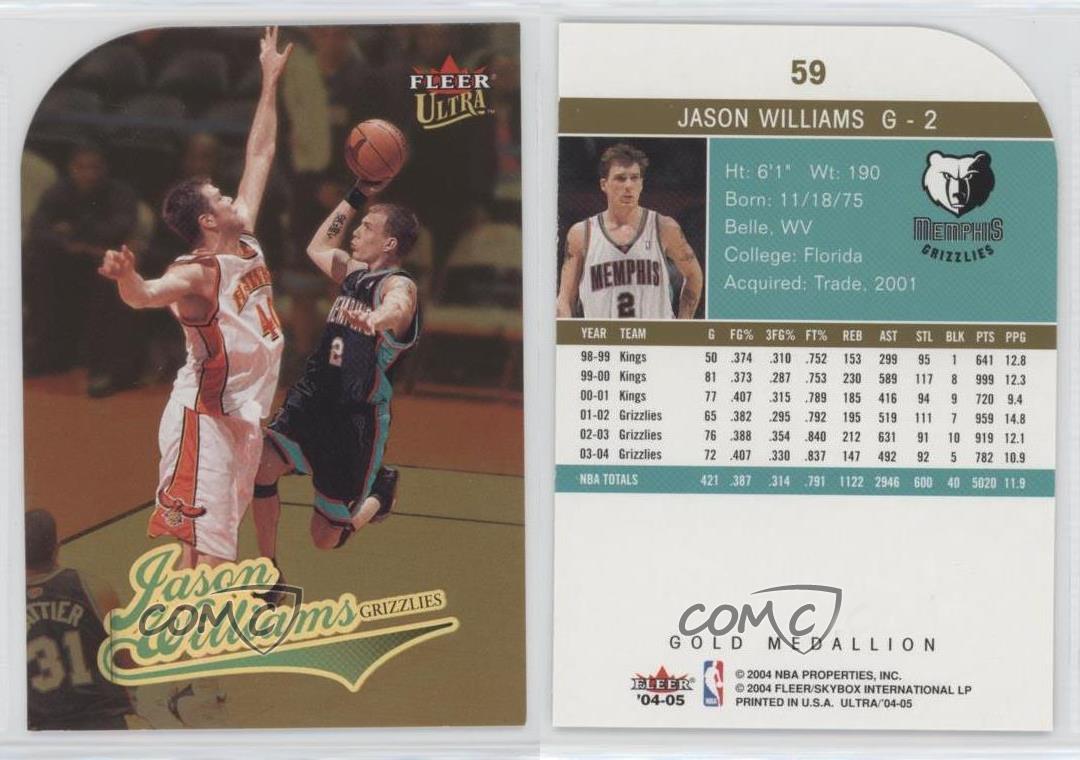 FLEER
ULTRA™
HAWKS
4
MEMPHIS
2
31
Jason
Williams
GRIZZLIES
COMC
59
JASON WILLIAMS G - 2
Ht: 6'1" Wt: 190
Born: 11/18/75
Belle, WV
College: Florida
Acquired: Trade, 2001
MEMPHIS
GRIZZLIES
MEMPHIS
2
YEAR TEAM G FG% 3FG% FT% REB AST STL BLK PTS PPG
98-99 Kings 50 .374 .310 .752 153 299 95 1 641 12.8
99-00 Kings 81 .373 .287 .753 230 589 117 8 999 12.3
00-01 Kings 77 .407 .315 .789 185 416 94 9 720 9.4
01-02 Grizzlies 65 .382 .295 .792 195 519 111 7 959 14.8
02-03 Grizzlies 76 .388 .354 .840 212 631 91 10 919 12.1
03-04 Grizzlies 72 .407 .330 .837 147 492 92 5 782 10.9
NBA TOTALS 421 .387 .314 .791 1122 2946 600 40 5020 11.9
COMC
GOLD MEDALLION
FLEER
'04-05
NBA
© 2004 NBA PROPERTIES, INC.
© 2004 FLEER/SKYBOX INTERNATIONAL LP
PRINTED IN U.S.A. ULTRA/'04-05